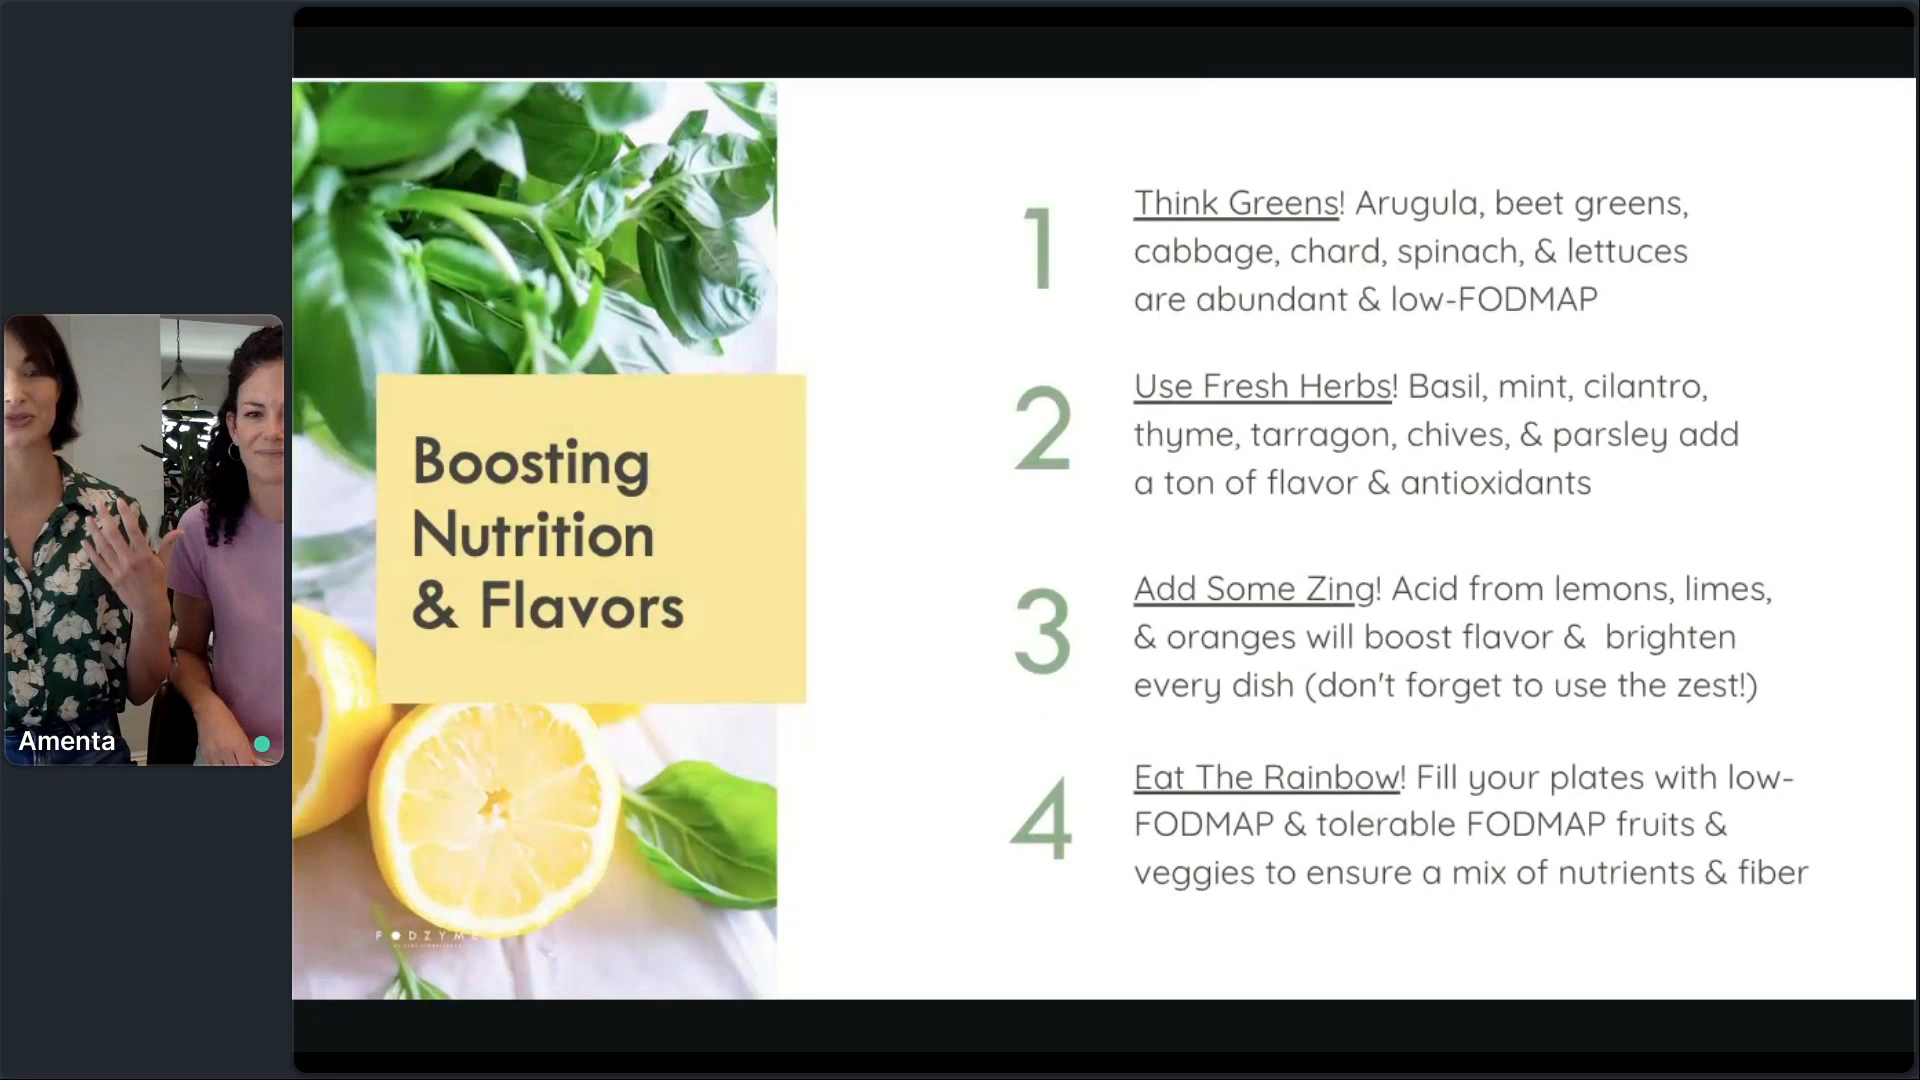 Boosting
Nutrition
& Flavors
1
Think Greens! Arugula, beet greens,
cabbage, chard, spinach, & lettuces
are abundant & low-FODMAP
2
Use Fresh Herbs! Basil, mint, cilantro,
thyme, tarragon, chives, & parsley add
a ton of flavor & antioxidants
3
Add Some Zing! Acid from lemons, limes,
& oranges will boost flavor &  brighten
every dish (don't forget to use the zest!)
4
Eat The Rainbow! Fill your plates with low-
FODMAP & tolerable FODMAP fruits &
veggies to ensure a mix of nutrients & fiber
Amenta
FODZYME